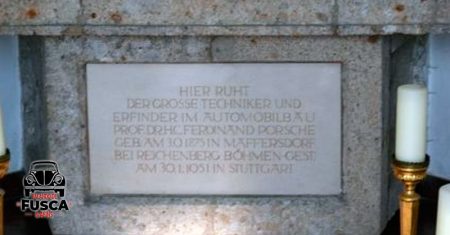 HIER RUHT
DER GROSSE TECHNIKER UND
ERFINDER IM AUTOMOBILBAU
PROF.DR.H.C.FERDINAND PORSCHE
GEB. AM 3.9.1875 IN MAFFERSDORF
BEI REICHENBERG BÖHMEN-GEST.
AM 30.1.1951 IN STUTTGART
FUSCA